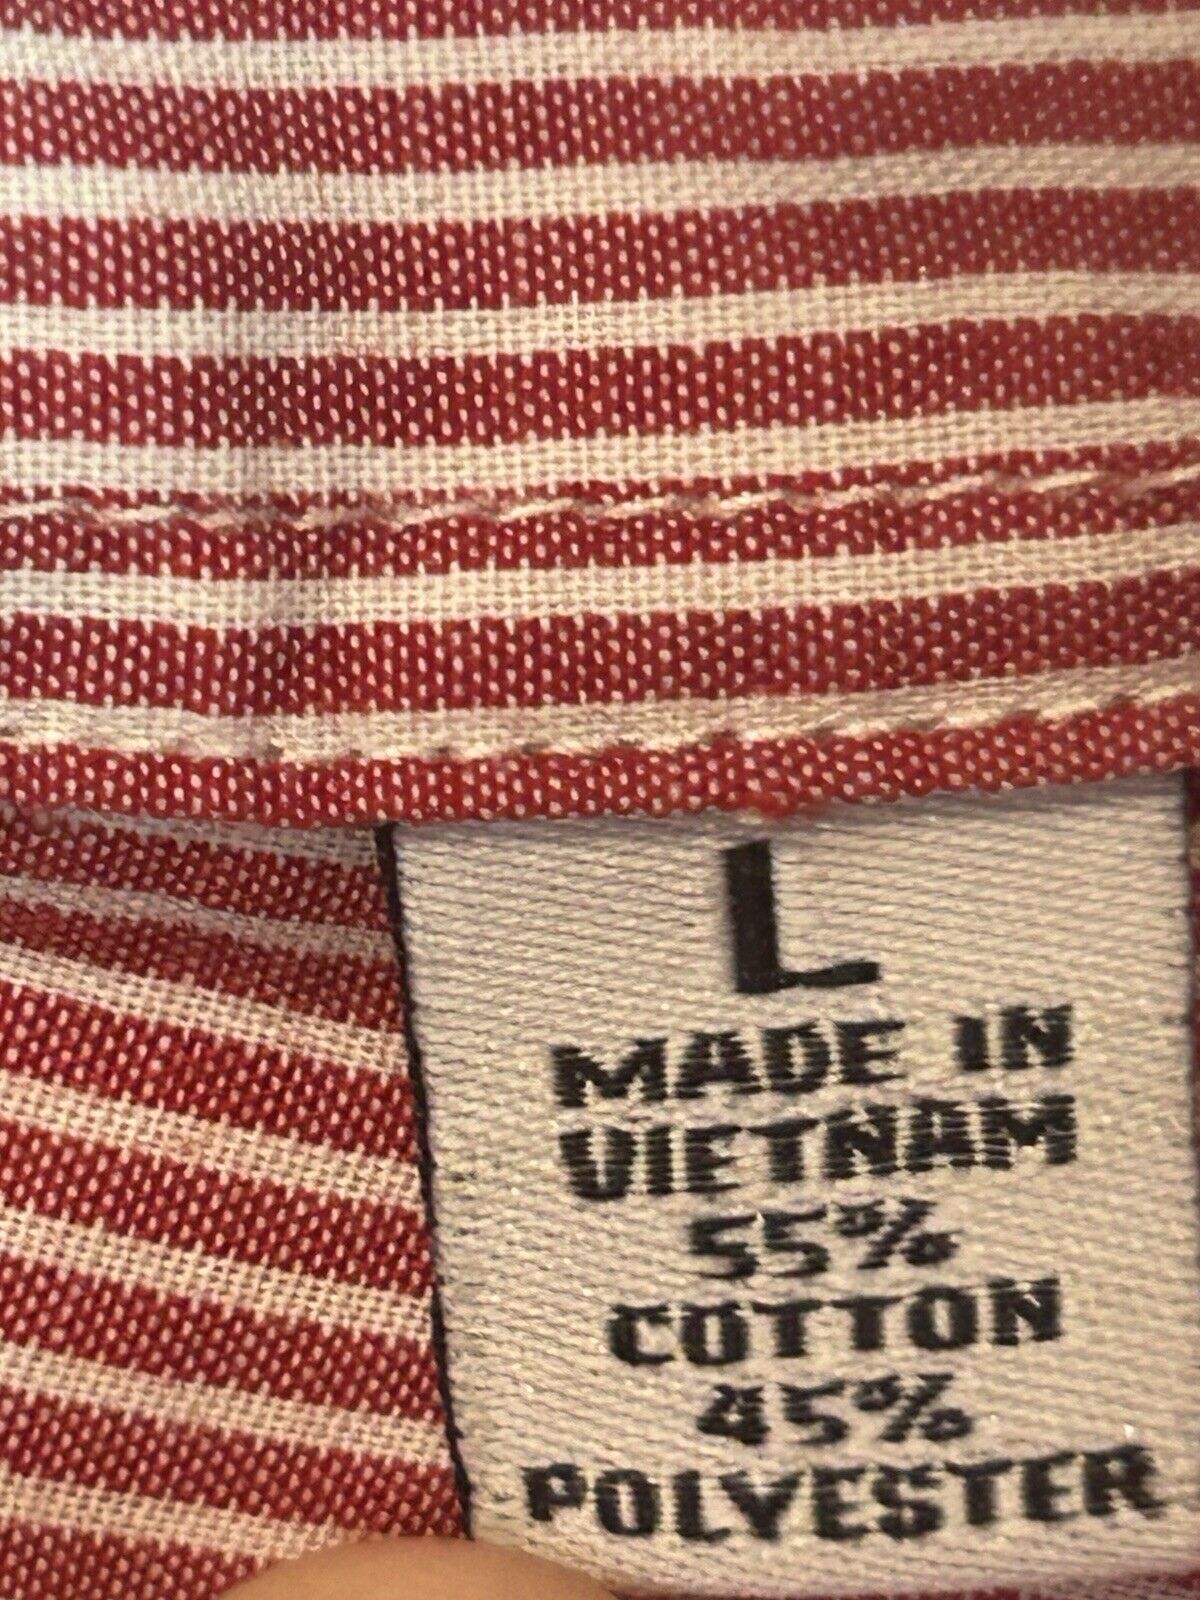 L
MADE IN
VIETNAM
55%
COTTON
45%
POLYESTER